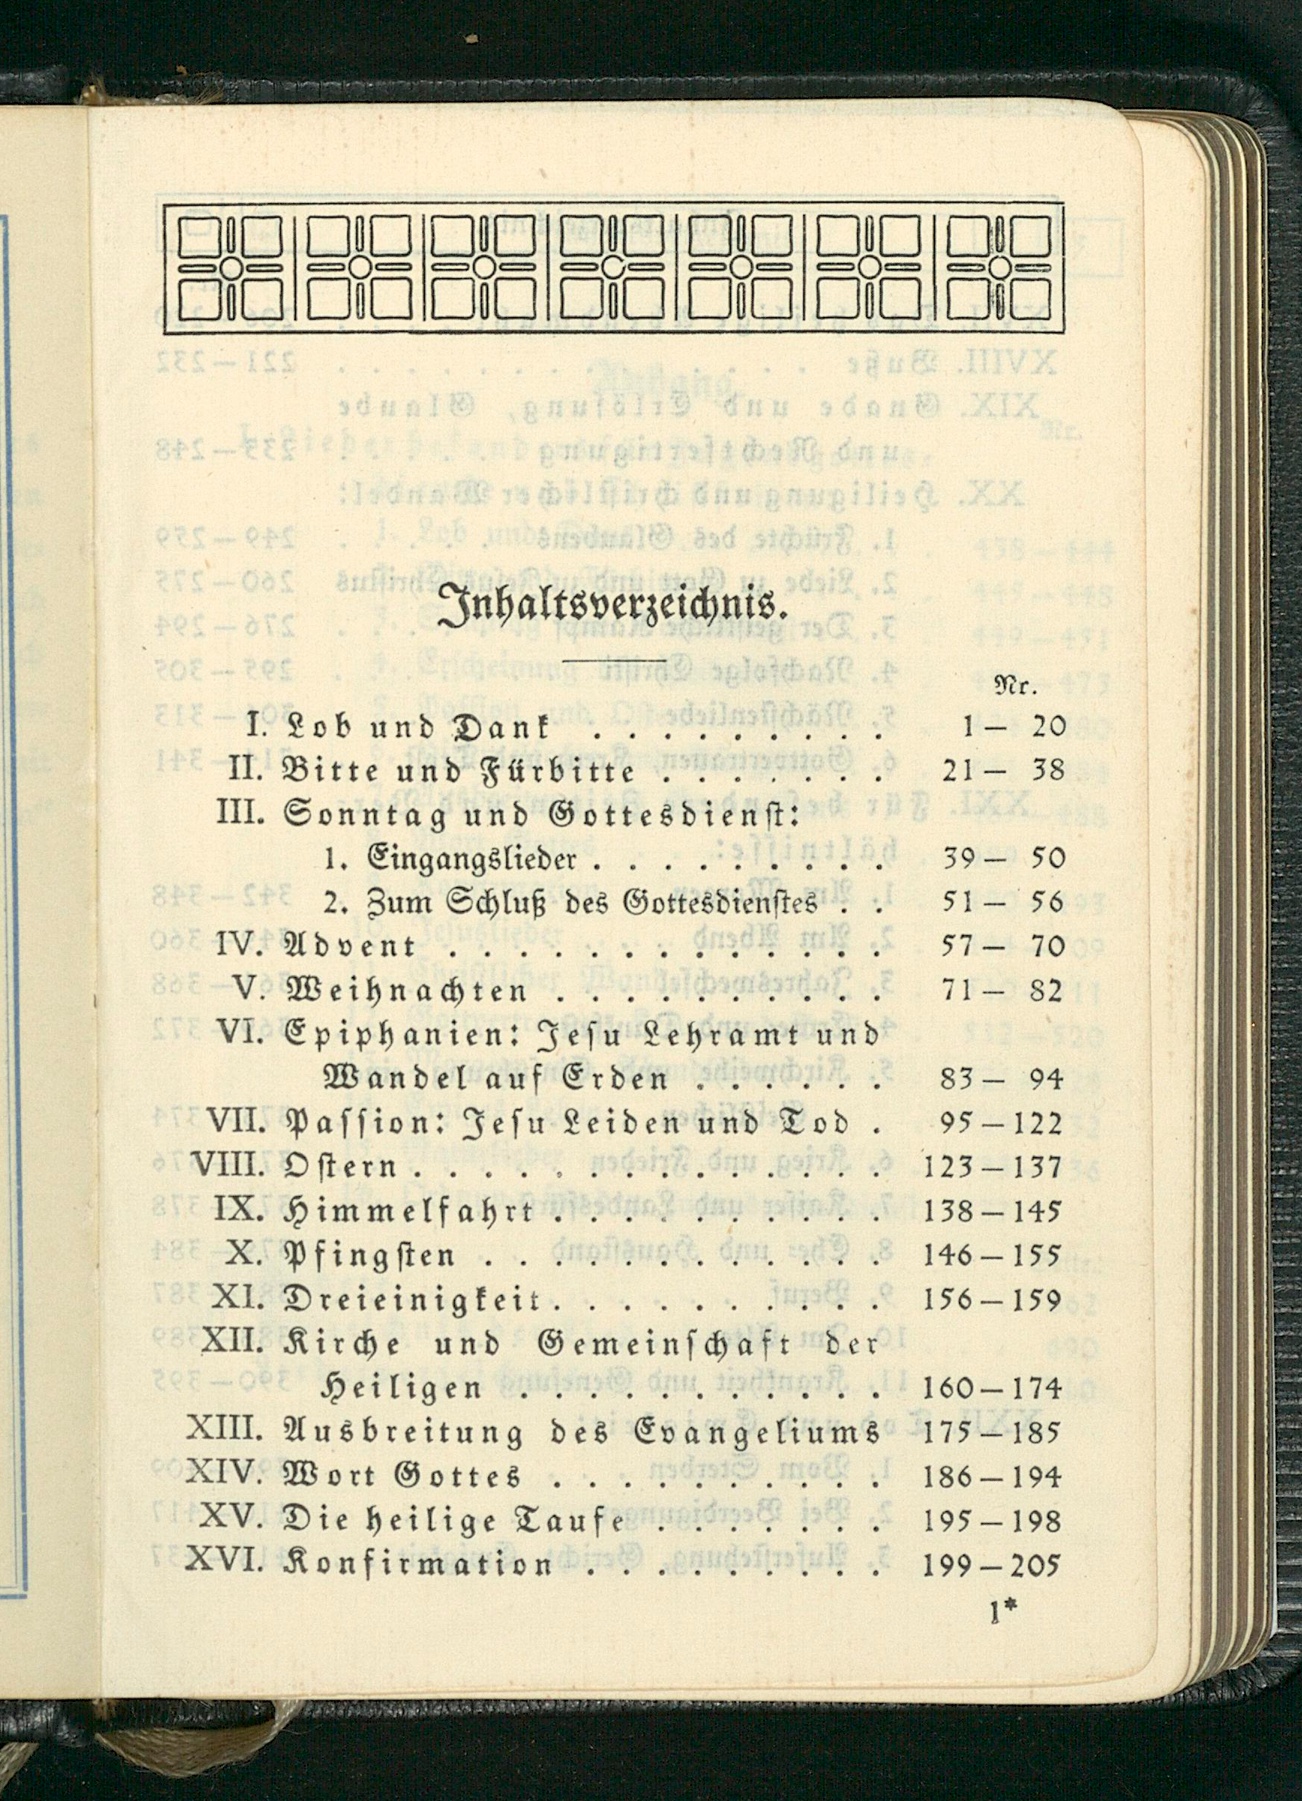 Inhaltsverzeichnis.
Nr.
I. Lob und Dank . . . . . . . . . 1— 20
II. Bitte und Fürbitte . . . . . . . 21— 38
III. Sonntag und Gottesdienſt:
1. Eingangslieder . . . . . . . . 39— 50
2. Zum Schluß des Gottesdienſtes . . 51— 56
IV. Advent . . . . . . . . . . . . 57— 70
V. Weihnachten . . . . . . . . . . 71— 82
VI. Epiphanien: Jeſu Lehramt und
Wandel auf Erden . . . . . . 83— 94
VII. Paſſion: Jeſu Leiden und Tod . 95—122
VIII. Oſtern . . . . . . . . . . . . . 123—137
IX. Himmelfahrt . . . . . . . . . . 138—145
X. Pfingſten . . . . . . . . . . . 146—155
XI. Dreieinigkeit . . . . . . . . . . 156—159
XII. Kirche und Gemeinſchaft der
Heiligen . . . . . . . . . . . 160—174
XIII. Ausbreitung des Evangeliums 175—185
XIV. Wort Gottes . . . . . . . . . . 186—194
XV. Die heilige Taufe . . . . . . . 195—198
XVI. Konfirmation . . . . . . . . . 199—205
1*